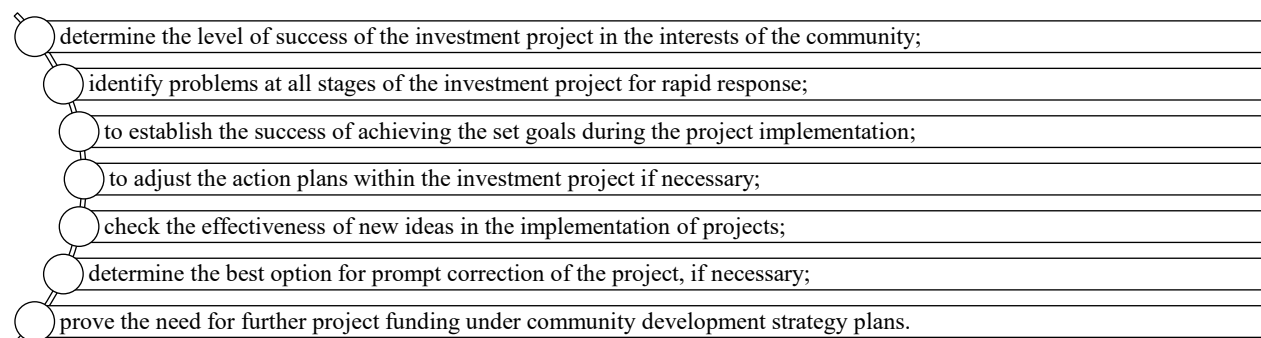 determine the level of success of the investment project in the interests of the community;
identify problems at all stages of the investment project for rapid response;
to establish the success of achieving the set goals during the project implementation;
to adjust the action plans within the investment project if necessary;
check the effectiveness of new ideas in the implementation of projects;
determine the best option for prompt correction of the project, if necessary;
prove the need for further project funding under community development strategy plans.